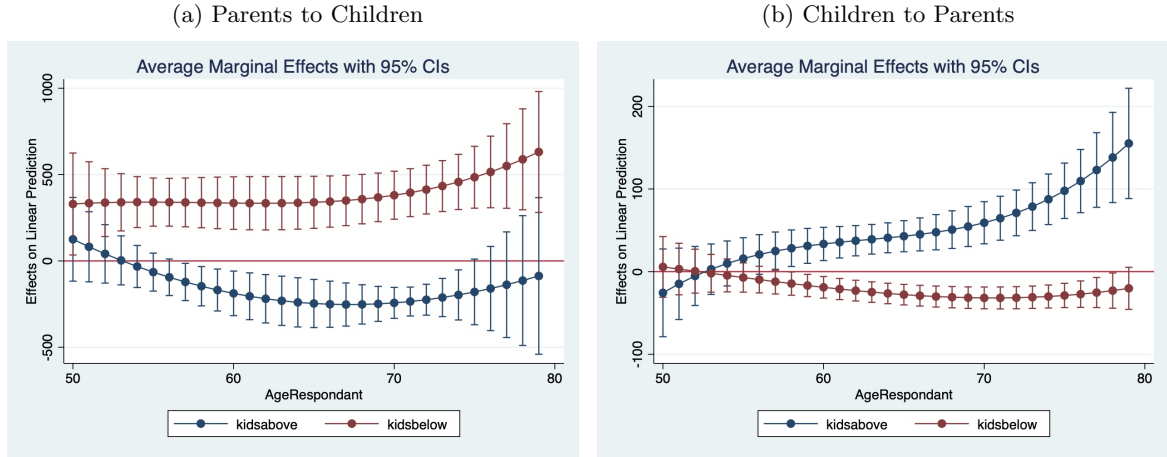 (a) Parents to Children
Average Marginal Effects with 95% CIs
Effects on Linear Prediction
1000
500
0
-500
50
60
70
80
AgeRespondant
kidsabove
kidsbelow
(b) Children to Parents
Average Marginal Effects with 95% CIs
Effects on Linear Prediction
200
100
0
-100
50
60
70
80
AgeRespondant
kidsabove
kidsbelow